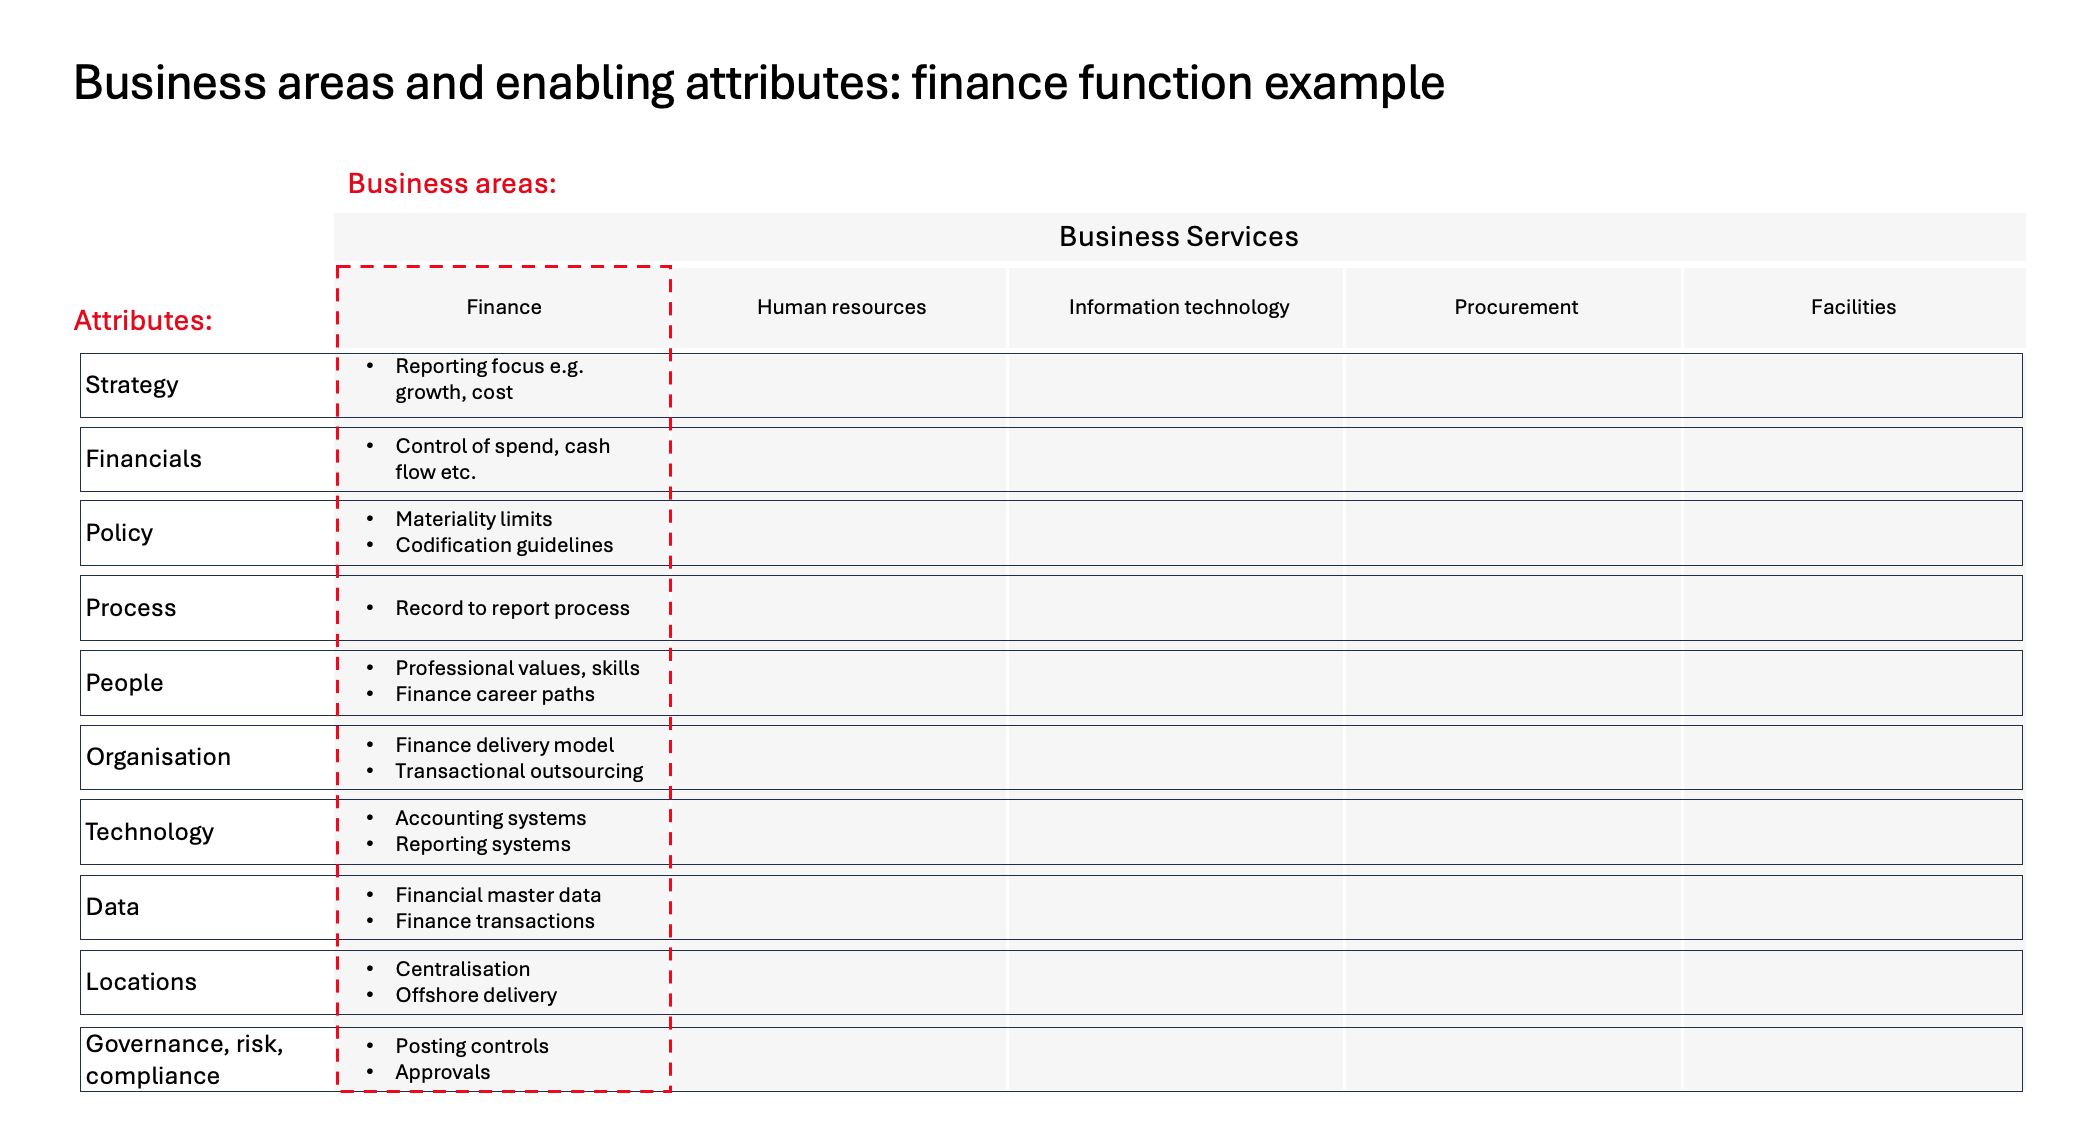 Business areas and enabling attributes: finance function example
Business areas:
Business Services
Attributes:
Finance
Human resources
Information technology
Procurement
Facilities
Strategy
• Reporting focus e.g.
growth, cost
Financials
• Control of spend, cash
flow etc.
Policy
• Materiality limits
• Codification guidelines
Process
• Record to report process
People
• Professional values, skills
• Finance career paths
Organisation
• Finance delivery model
• Transactional outsourcing
Technology
• Accounting systems
• Reporting systems
Data
• Financial master data
• Finance transactions
Locations
• Centralisation
• Offshore delivery
Governance, risk,
compliance
• Posting controls
• Approvals